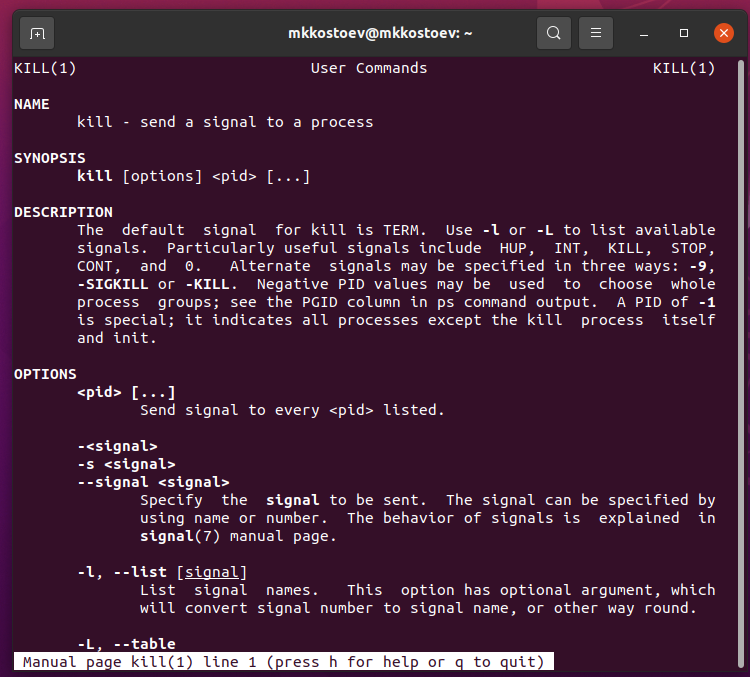 mkkostoev@mkkostoev: ~
KILL(1) User Commands KILL(1)
NAME
kill - send a signal to a process
SYNOPSIS
kill [options] <pid> [...]
DESCRIPTION
The default signal for kill is TERM. Use -l or -L to list available
signals. Particularly useful signals include HUP, INT, KILL, STOP,
CONT, and 0. Alternate signals may be specified in three ways: -9,
-SIGKILL or -KILL. Negative PID values may be used to choose whole
process groups; see the PGID column in ps command output. A PID of -1
is special; it indicates all processes except the kill process itself
and init.
OPTIONS
<pid> [...]
Send signal to every <pid> listed.
-<signal>
-s <signal>
--signal <signal>
Specify the signal to be sent. The signal can be specified by
using name or number. The behavior of signals is explained in
signal(7) manual page.
-l, --list [signal]
List signal names. This option has optional argument, which
will convert signal number to signal name, or other way round.
-L, --table
Manual page kill(1) line 1 (press h for help or q to quit)